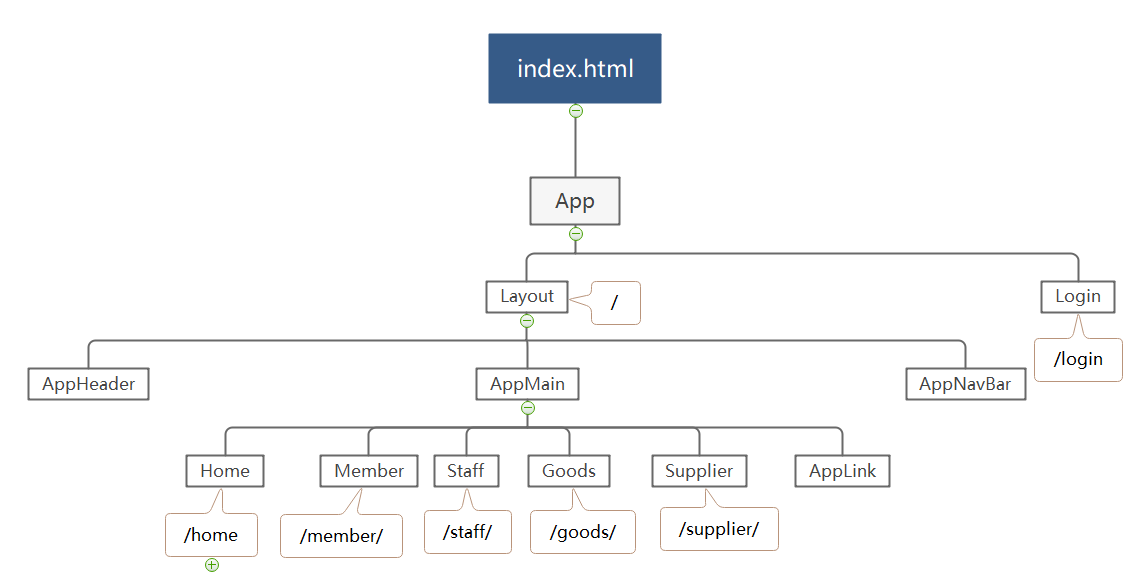 index.html
App
Layout
/
Login
/login
AppHeader
AppMain
AppNavBar
Home
Member
Staff
Goods
Supplier
AppLink
/home
/member/
/staff/
/goods/
/supplier/